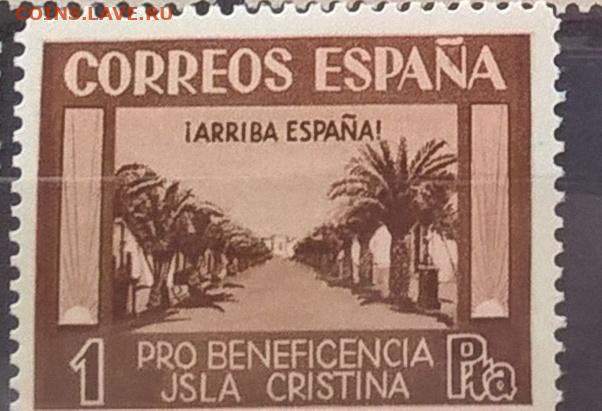 COINS.LAVE.RU
CORREOS ESPAÑA
¡ARRIBA ESPAÑA!
1 PRO BENEFICENCIA Pta
JSLA CRISTINA